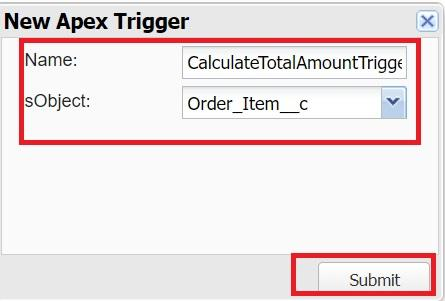 New Apex Trigger
Name: CalculateTotalAmountTrigge
sObject: Order_Item__c
Submit